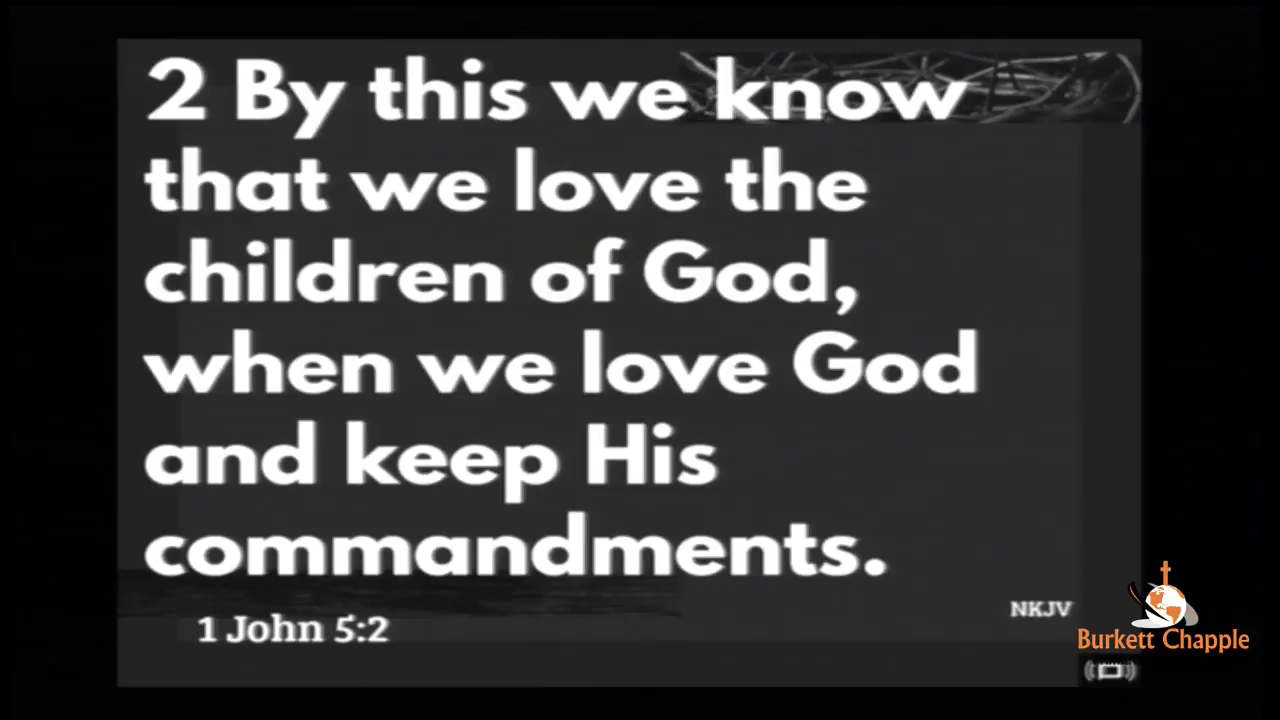 2 By this we know
that we love the
children of God,
when we love God
and keep His
commandments.
1 John 5:2
NKJV
Burkett Chapple